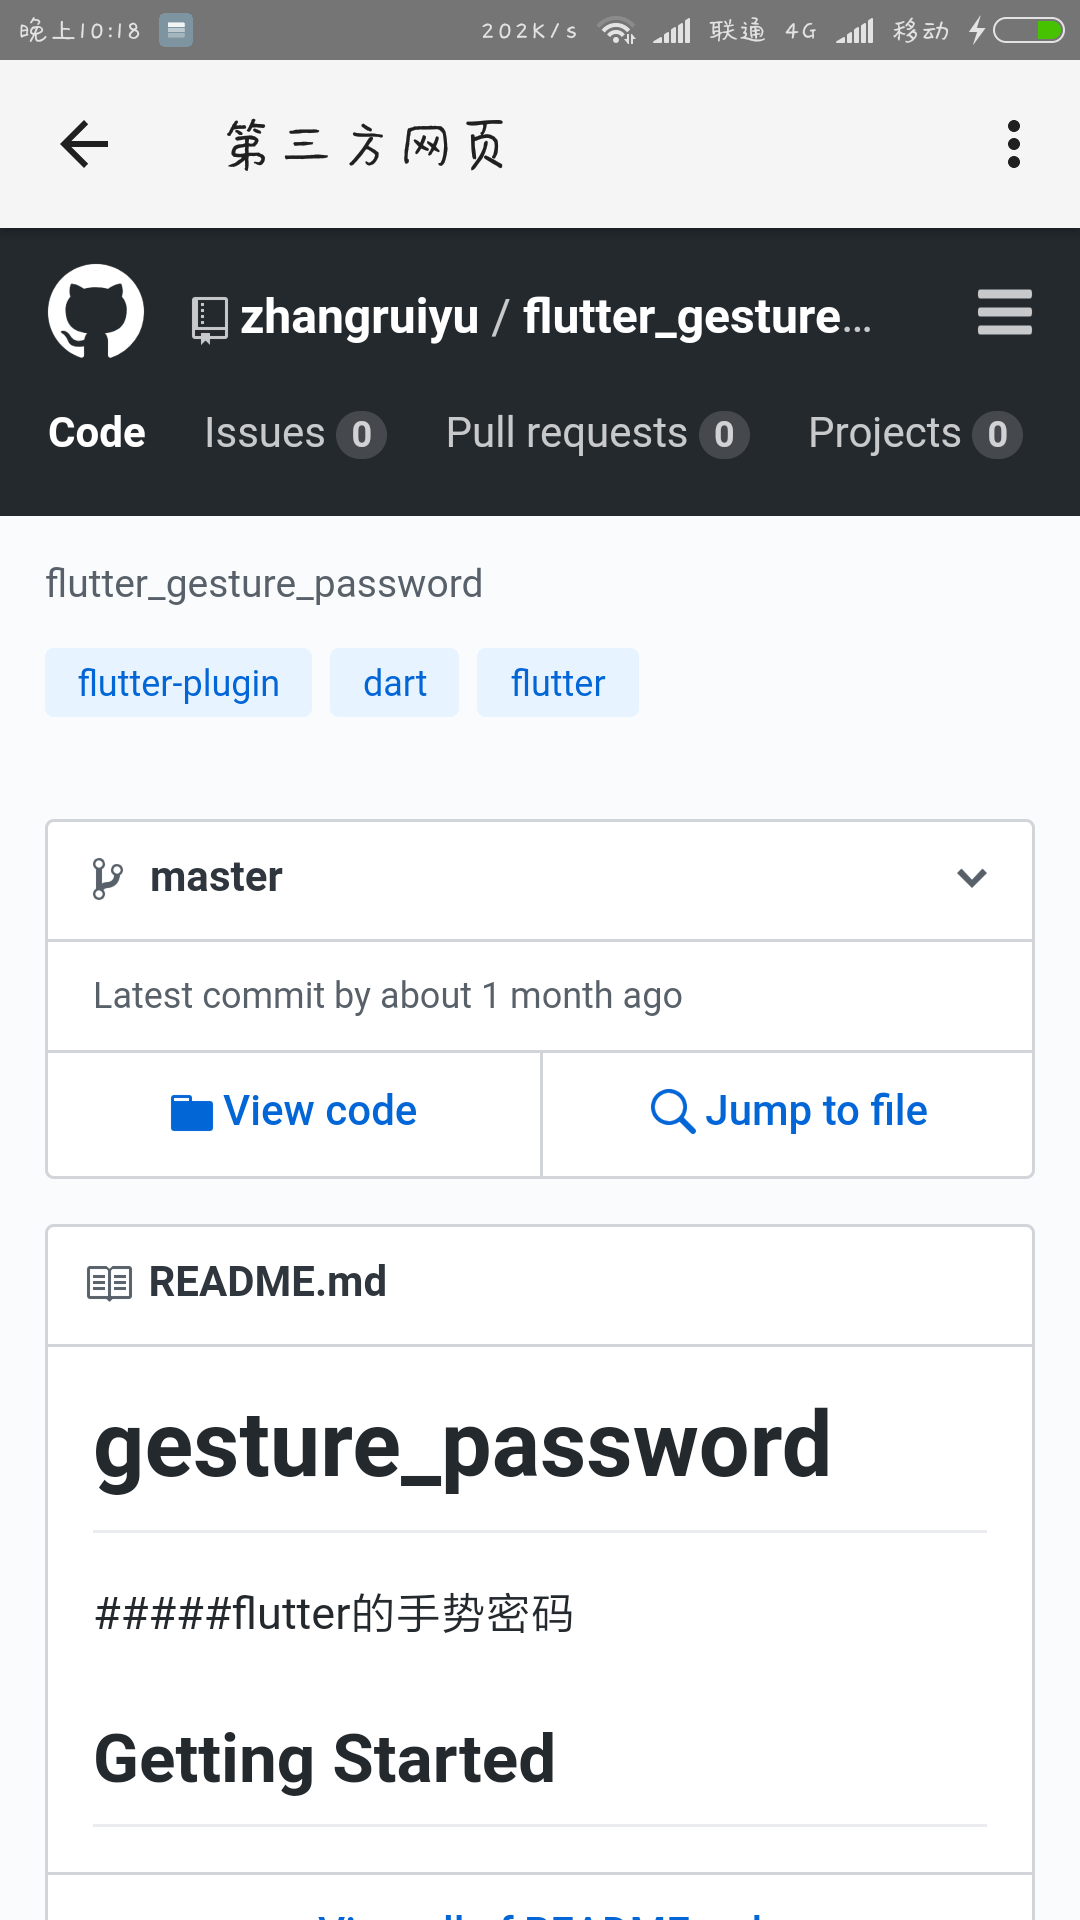 晚上10:18 202K/s 联通 4G 移动
第三方网页
zhangruiyu / flutter_gesture...
Code Issues 0 Pull requests 0 Projects 0
flutter_gesture_password
flutter-plugin dart flutter
master
Latest commit by about 1 month ago
View code Jump to file
README.md
gesture_password
#####flutter的手势密码
Getting Started